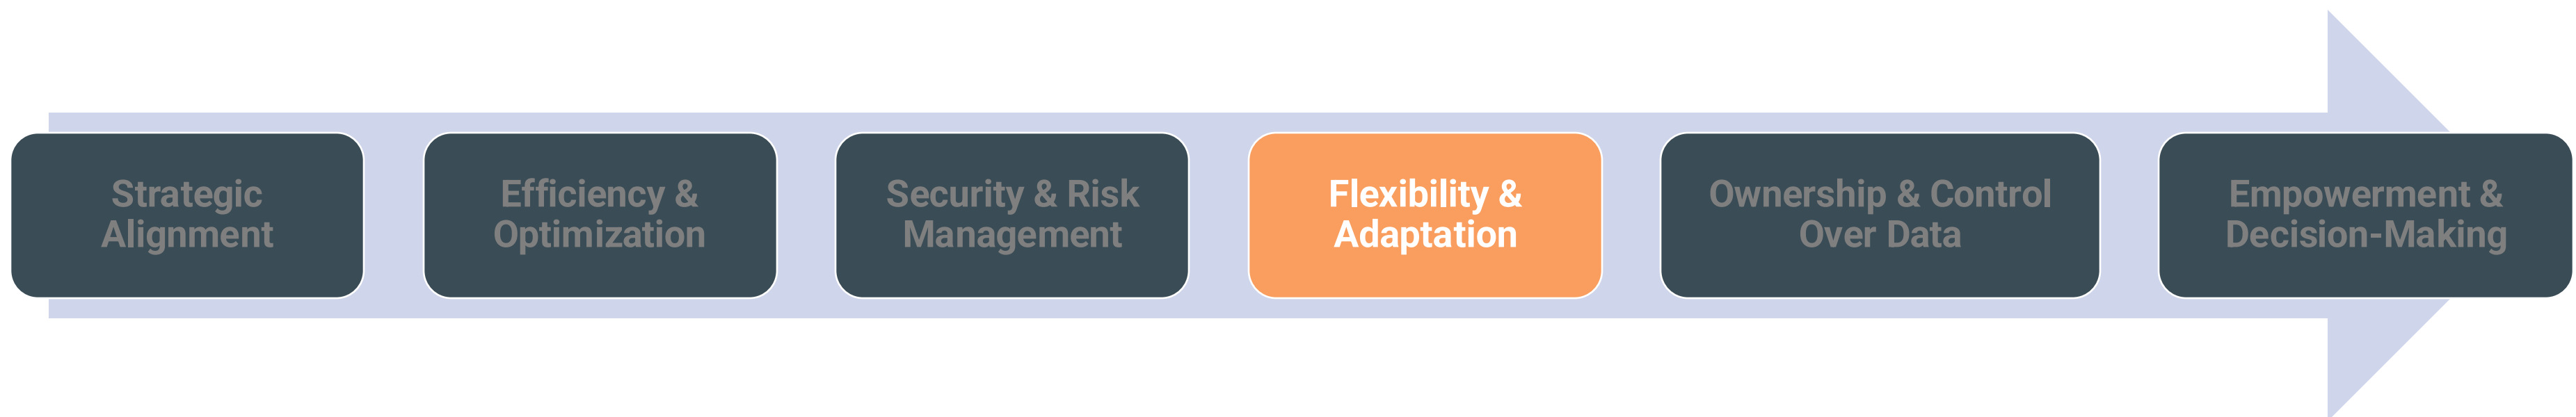 Strategic
Alignment
Efficiency &
Optimization
Security & Risk
Management
Flexibility &
Adaptation
Ownership & Control
Over Data
Empowerment &
Decision-Making